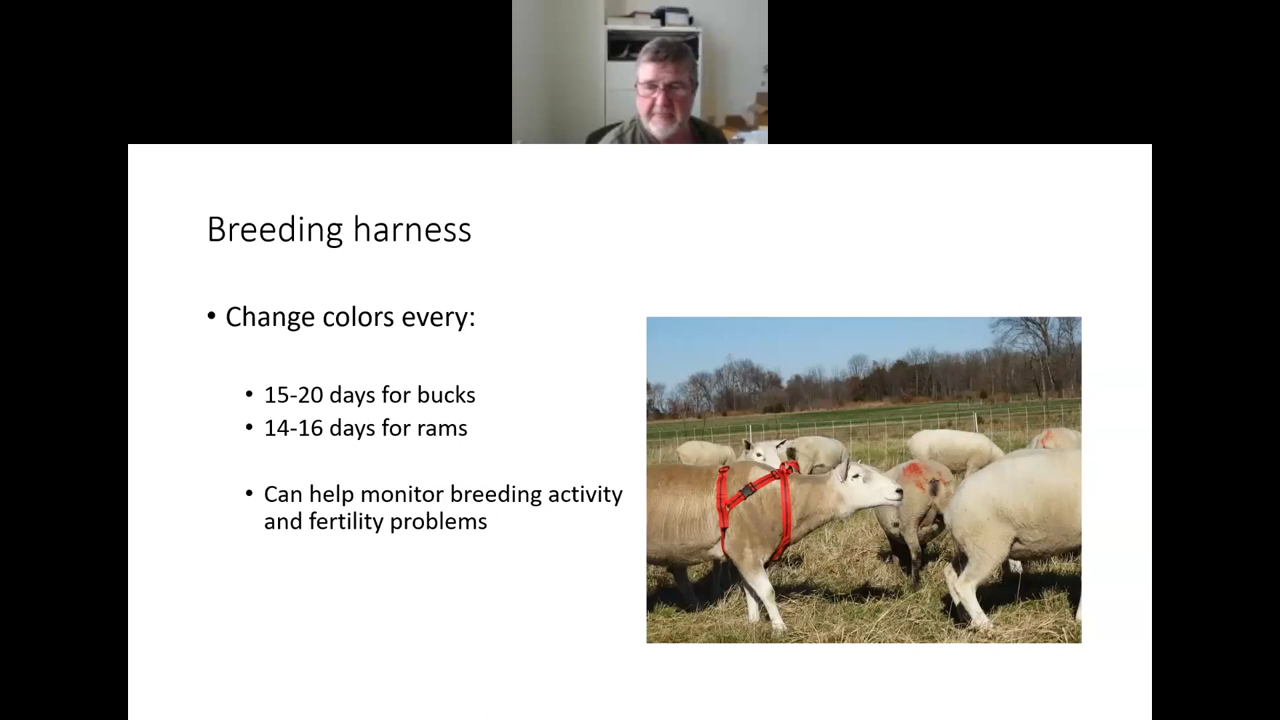 Breeding harness
• Change colors every:
• 15-20 days for bucks
• 14-16 days for rams
• Can help monitor breeding activity
and fertility problems